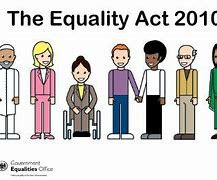 The Equality Act 2010
Government
Equalities Office